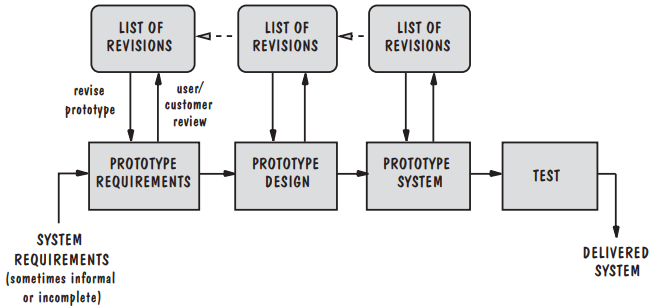 LIST OF
REVISIONS
LIST OF
REVISIONS
LIST OF
REVISIONS
revise
prototype
user/
customer
review
PROTOTYPE
REQUIREMENTS
PROTOTYPE
DESIGN
PROTOTYPE
SYSTEM
TEST
SYSTEM
REQUIREMENTS
(sometimes informal
or incomplete)
DELIVERED
SYSTEM